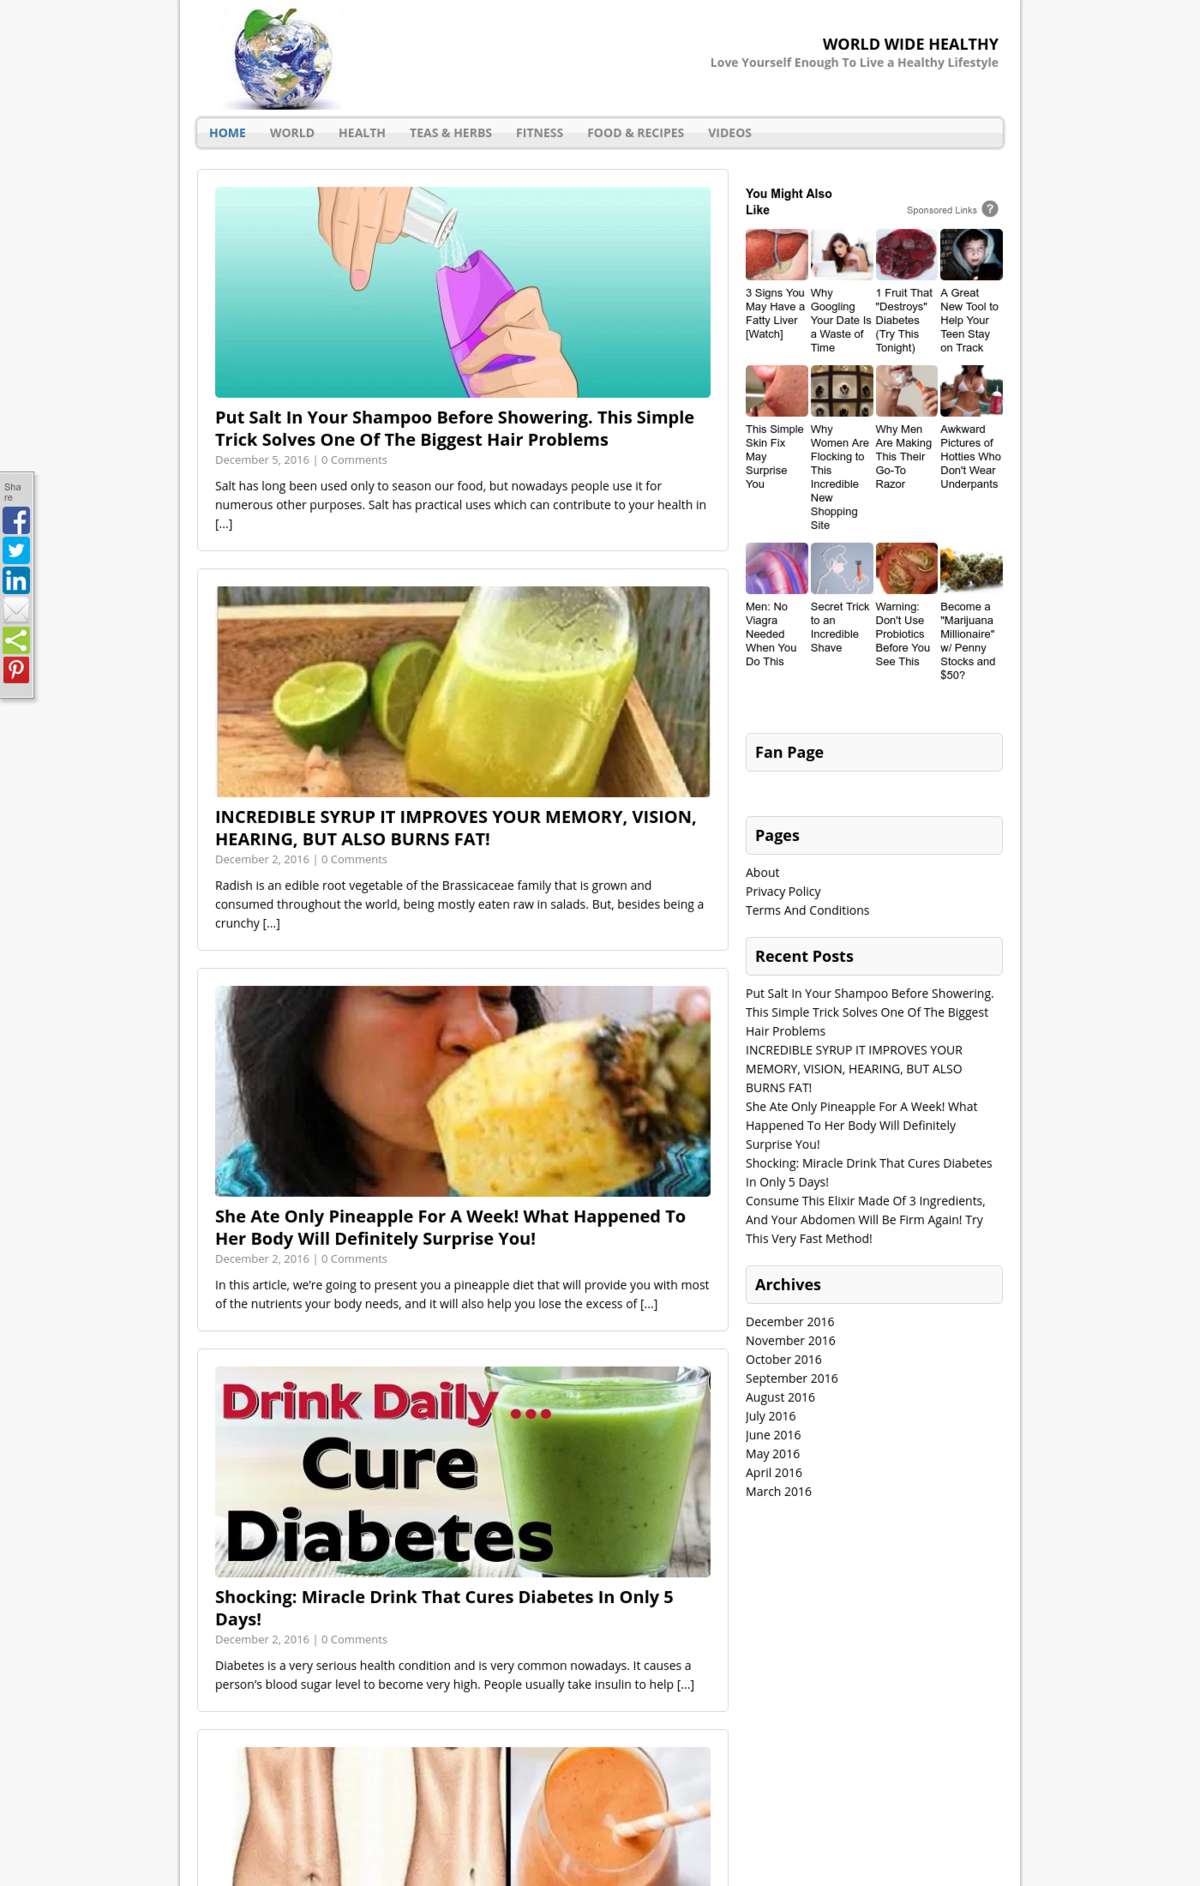 WORLD WIDE HEALTHY
Love Yourself Enough To Live a Healthy Lifestyle
HOME WORLD HEALTH TEAS & HERBS FITNESS FOOD & RECIPES VIDEOS
Put Salt In Your Shampoo Before Showering. This Simple
Trick Solves One Of The Biggest Hair Problems
December 5, 2016 | 0 Comments
Salt has long been used only to season our food, but nowadays people use it for
numerous other purposes. Salt has practical uses which can contribute to your health in
[...]
INCREDIBLE SYRUP IT IMPROVES YOUR MEMORY, VISION,
HEARING, BUT ALSO BURNS FAT!
December 2, 2016 | 0 Comments
Radish is an edible root vegetable of the Brassicaceae family that is grown and
consumed throughout the world, being mostly eaten raw in salads. But, besides being a
crunchy [...]
She Ate Only Pineapple For A Week! What Happened To
Her Body Will Definitely Surprise You!
December 2, 2016 | 0 Comments
In this article, we're going to present you a pineapple diet that will provide you with most
of the nutrients your body needs, and it will also help you lose the excess of [...]
Drink Daily ...
Cure
Diabetes
Shocking: Miracle Drink That Cures Diabetes In Only 5
Days!
December 2, 2016 | 0 Comments
Diabetes is a very serious health condition and is very common nowadays. It causes a
person's blood sugar level to become very high. People usually take insulin to help [...]
You Might Also
Like
Sponsored Links ?
3 Signs You
May Have a
Fatty Liver
[Watch]
Why
Googling
Your Date Is
a Waste of
Time
1 Fruit That
"Destroys"
Diabetes
(Try This
Tonight)
A Great
New Tool to
Help Your
Teen Stay
on Track
This Simple
Skin Fix
May
Surprise
You
Why
Women Are
Flocking to
This
Incredible
New
Shopping
Site
Why Men
Are Making
This Their
Go-To
Razor
Awkward
Pictures of
Hotties Who
Don't Wear
Underpants
Men: No
Viagra
Needed
When You
Do This
Secret Trick
to an
Incredible
Shave
Warning:
Don't Use
Probiotics
Before You
See This
Become a
"Marijuana
Millionaire"
w/ Penny
Stocks and
$50?
Fan Page
Pages
About
Privacy Policy
Terms And Conditions
Recent Posts
Put Salt In Your Shampoo Before Showering.
This Simple Trick Solves One Of The Biggest
Hair Problems
INCREDIBLE SYRUP IT IMPROVES YOUR
MEMORY, VISION, HEARING, BUT ALSO
BURNS FAT!
She Ate Only Pineapple For A Week! What
Happened To Her Body Will Definitely
Surprise You!
Shocking: Miracle Drink That Cures Diabetes
In Only 5 Days!
Consume This Elixir Made Of 3 Ingredients,
And Your Abdomen Will Be Firm Again! Try
This Very Fast Method!
Archives
December 2016
November 2016
October 2016
September 2016
August 2016
July 2016
June 2016
May 2016
April 2016
March 2016
Sha
re